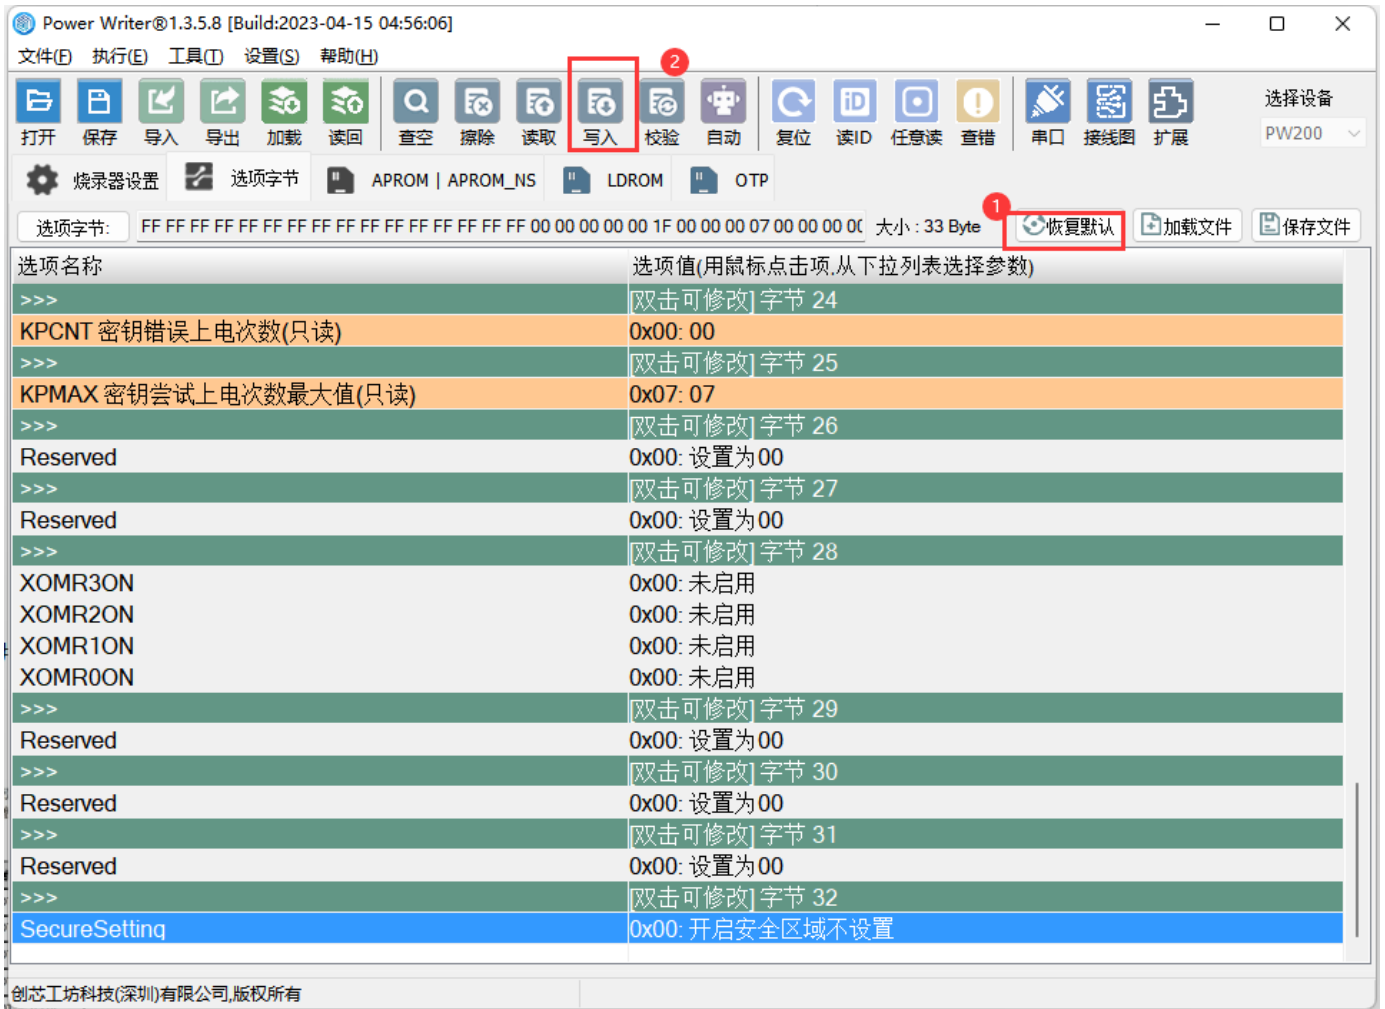 Power Writer®1.3.5.8 [Build:2023-04-15 04:56:06]
文件(F) 执行(E) 工具(T) 设置(S) 帮助(H)
2
打开 保存 导入 导出 加载 读回 查空 擦除 读取 写入 校验 自动 复位 读ID 任意读 查错 串口 接线图 扩展
选择设备
PW200
烧录器设置 选项字节 APROM | APROM_NS LDROM OTP
1
选项字节: FF FF FF FF FF FF FF FF FF FF FF FF FF FF FF FF 00 00 00 00 00 1F 00 00 00 07 00 00 00 00 大小 : 33 Byte 恢复默认 加载文件 保存文件
选项名称 选项值(用鼠标点击项,从下拉列表选择参数)
>>> [双击可修改] 字节 24
KPCNT 密钥错误上电次数(只读) 0x00: 00
>>> [双击可修改] 字节 25
KPMAX 密钥尝试上电次数最大值(只读) 0x07: 07
>>> [双击可修改] 字节 26
Reserved 0x00: 设置为00
>>> [双击可修改] 字节 27
Reserved 0x00: 设置为00
>>> [双击可修改] 字节 28
XOMR3ON 0x00: 未启用
XOMR2ON 0x00: 未启用
XOMR1ON 0x00: 未启用
XOMR0ON 0x00: 未启用
>>> [双击可修改] 字节 29
Reserved 0x00: 设置为00
>>> [双击可修改] 字节 30
Reserved 0x00: 设置为00
>>> [双击可修改] 字节 31
Reserved 0x00: 设置为00
>>> [双击可修改] 字节 32
SecureSetting 0x00: 开启安全区域不设置
创芯工坊科技(深圳)有限公司,版权所有